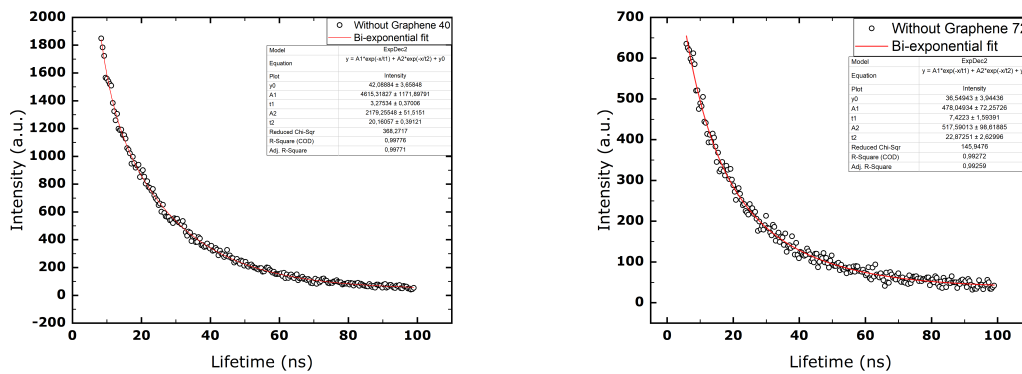 2000
1800
1600
1400
1200
1000
800
600
400
200
0
-200
Intensity (a.u.)
0 20 40 60 80 100
Lifetime (ns)
Without Graphene 40
Bi-exponential fit
Model ExpDec2
Equation y = A1*exp(-x/t1) + A2*exp(-x/t2) + y0
Plot Intensity
y0 42,08884 ± 3,65848
A1 4615,31827 ± 1171,89791
t1 3,27534 ± 0,37006
A2 2179,25548 ± 51,5151
t2 20,16057 ± 0,39121
Reduced Chi-Sqr 368,2717
R-Square (COD) 0,99776
Adj. R-Square 0,99771
700
600
500
400
300
200
100
0
Intensity (a.u.)
0 20 40 60 80 100
Lifetime (ns)
Without Graphene 72
Bi-exponential fit
Model ExpDec2
Equation y = A1*exp(-x/t1) + A2*exp(-x/t2) + y
Plot Intensity
y0 36,54943 ± 3,94436
A1 478,04934 ± 72,25726
t1 7,4223 ± 1,59391
A2 517,59013 ± 98,61885
t2 22,87251 ± 2,62996
Reduced Chi-Sqr 145,9476
R-Square (COD) 0,99272
Adj. R-Square 0,99259